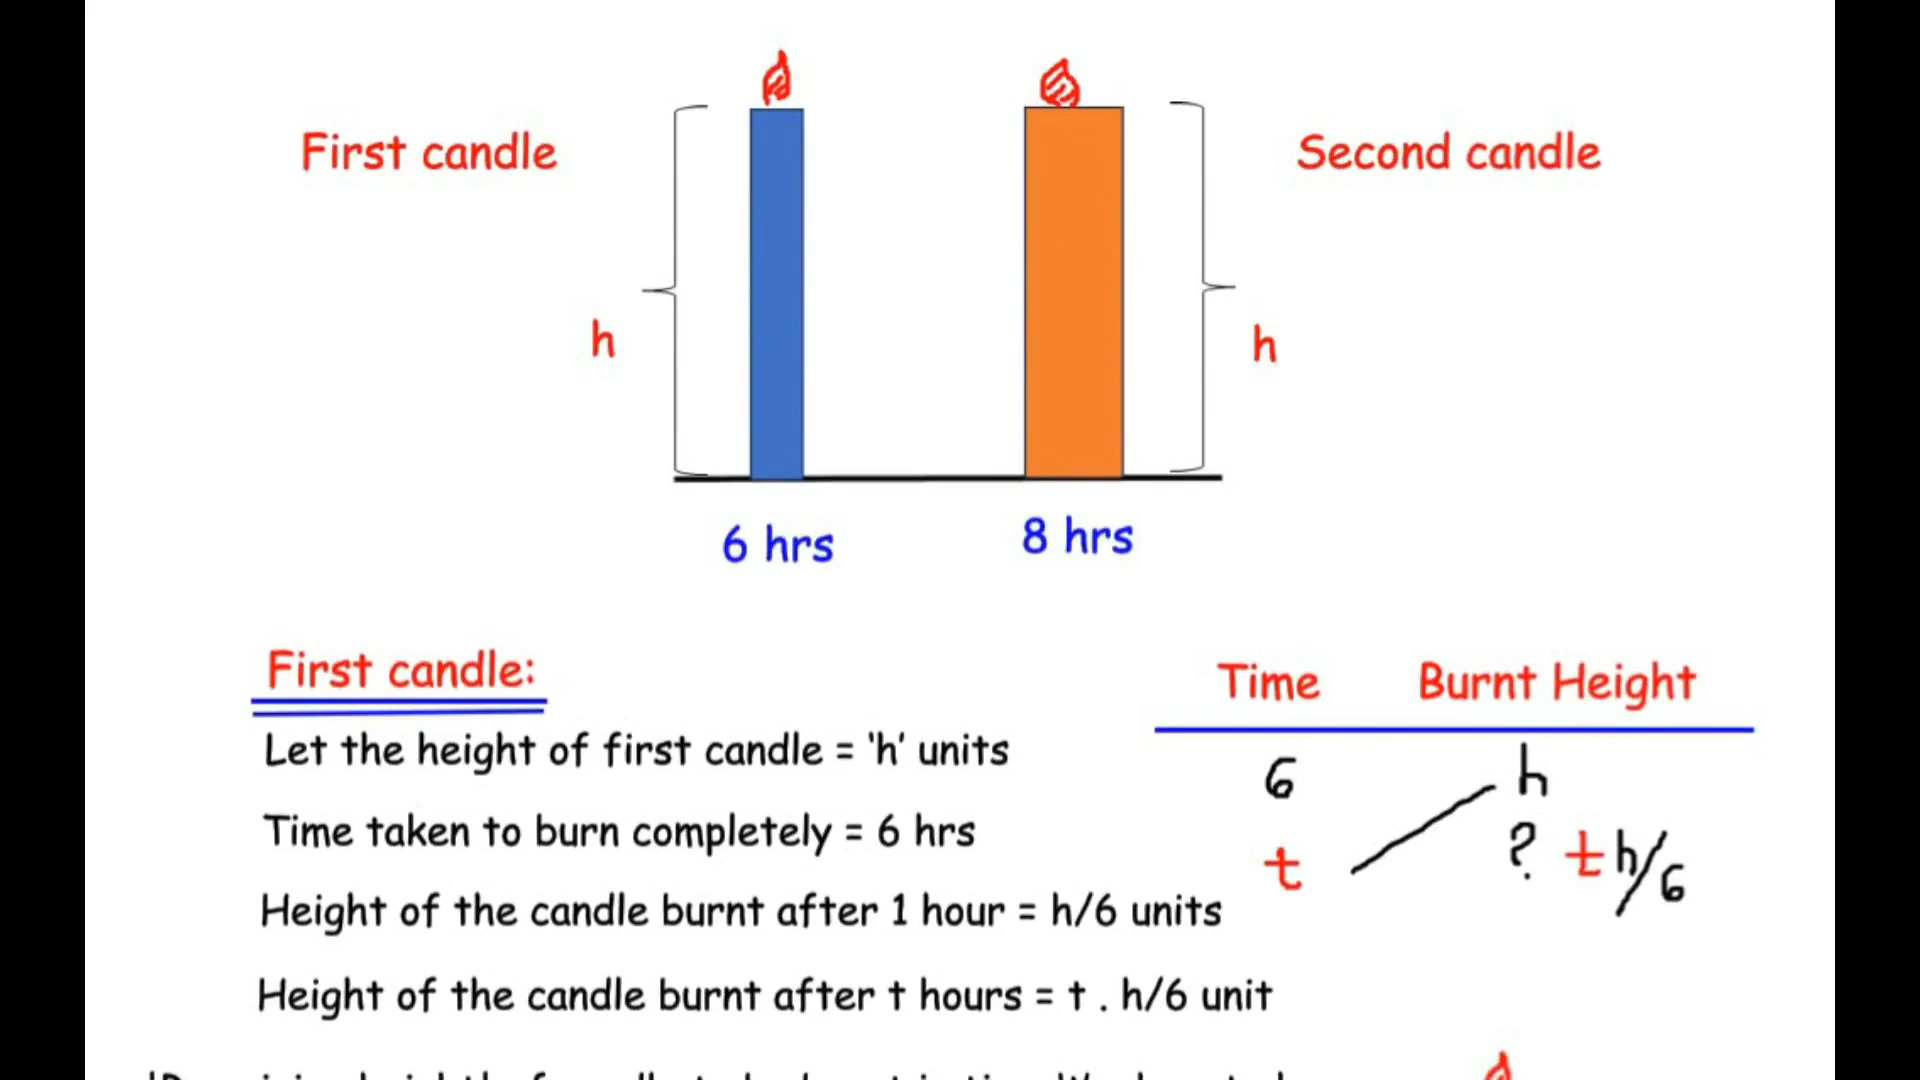 First candle
Second candle
h
h
6 hrs
8 hrs
First candle:
Let the height of first candle = ‘h’ units
Time taken to burn completely = 6 hrs
Height of the candle burnt after 1 hour = h/6 units
Height of the candle burnt after t hours = t . h/6 unit
Time Burnt Height
6 h
t ? t h/6